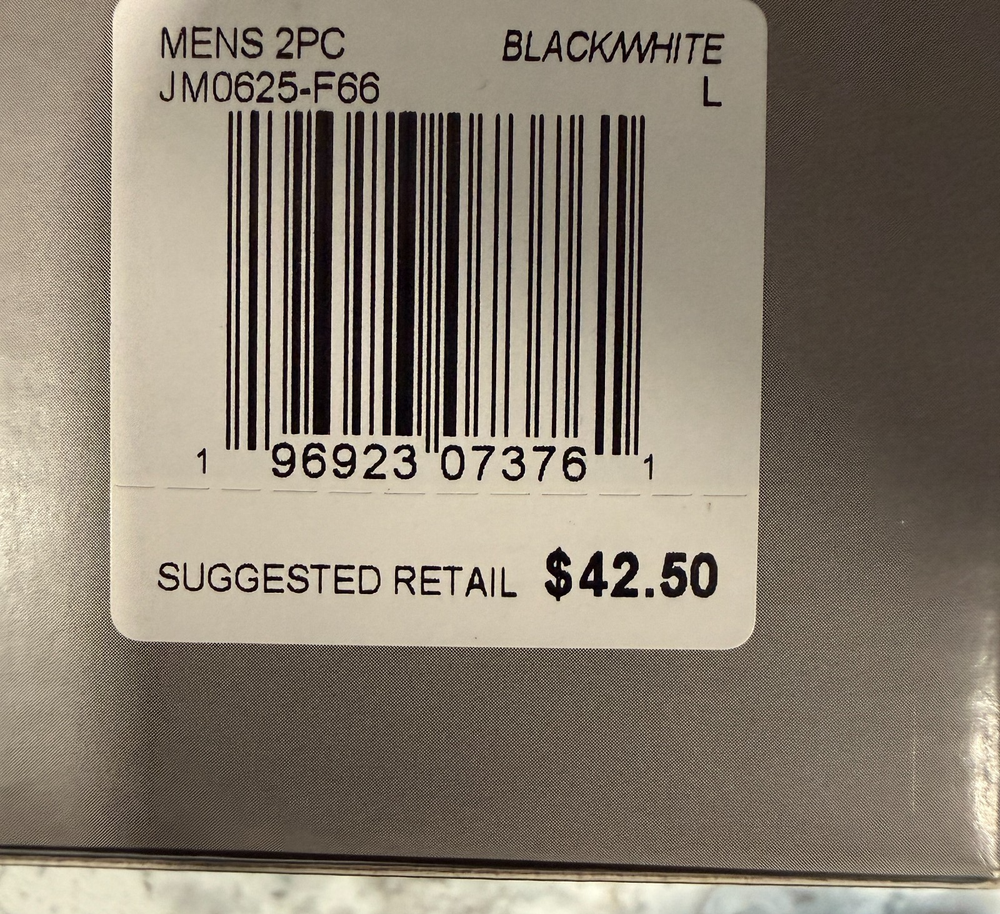 MENS 2PC BLACK/WHITE
JM0625-F66 L
1 96923 07376 1
SUGGESTED RETAIL $42.50